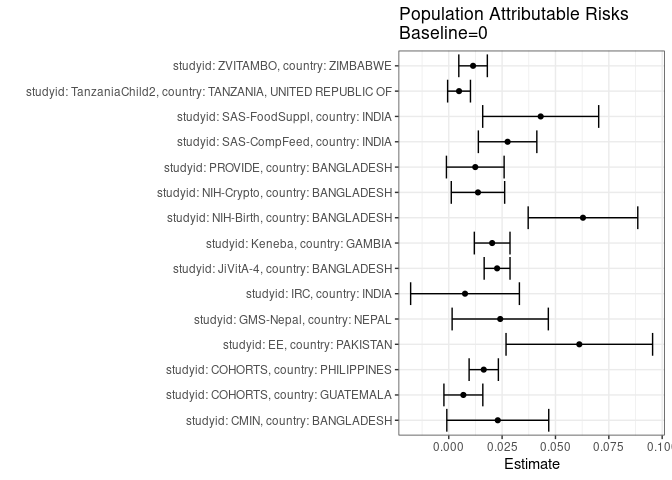 Population Attributable Risks
Baseline=0
studyid: ZVITAMBO, country: ZIMBABWE
studyid: TanzaniaChild2, country: TANZANIA, UNITED REPUBLIC OF
studyid: SAS-FoodSuppl, country: INDIA
studyid: SAS-CompFeed, country: INDIA
studyid: PROVIDE, country: BANGLADESH
studyid: NIH-Crypto, country: BANGLADESH
studyid: NIH-Birth, country: BANGLADESH
studyid: Keneba, country: GAMBIA
studyid: JiVitA-4, country: BANGLADESH
studyid: IRC, country: INDIA
studyid: GMS-Nepal, country: NEPAL
studyid: EE, country: PAKISTAN
studyid: COHORTS, country: PHILIPPINES
studyid: COHORTS, country: GUATEMALA
studyid: CMIN, country: BANGLADESH
0.000 0.025 0.050 0.075 0.10
Estimate